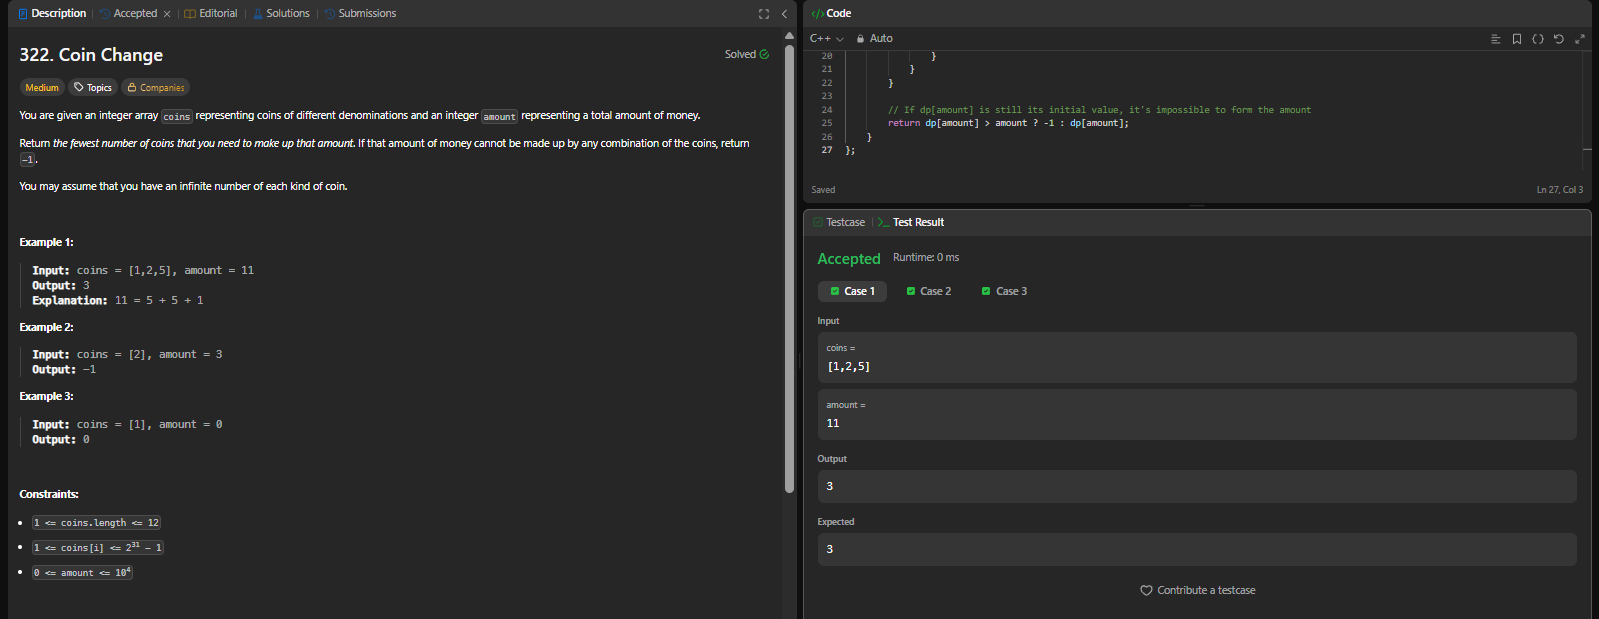 Description
Accepted
Editorial
Solutions
Submissions
322. Coin Change
Solved
Medium
Topics
Companies
You are given an integer array coins representing coins of different denominations and an integer amount representing a total amount of money.
Return the fewest number of coins that you need to make up that amount. If that amount of money cannot be made up by any combination of the coins, return
-1.
You may assume that you have an infinite number of each kind of coin.
Example 1:
Input: coins = [1,2,5], amount = 11
Output: 3
Explanation: 11 = 5 + 5 + 1
Example 2:
Input: coins = [2], amount = 3
Output: -1
Example 3:
Input: coins = [1], amount = 0
Output: 0
Constraints:
1 <= coins.length <= 12
1 <= coins[i] <= 2³¹ - 1
0 <= amount <= 10⁴
</> Code
C++ Auto
20 }
21 }
22 }
23
24 // If dp[amount] is still its initial value, it's impossible to form the amount
25 return dp[amount] > amount ? -1 : dp[amount];
26 }
27 };
Saved
Ln 27, Col 3
Testcase
>_ Test Result
Accepted Runtime: 0 ms
Case 1 Case 2 Case 3
Input
coins =
[1,2,5]
amount =
11
Output
3
Expected
3
Contribute a testcase